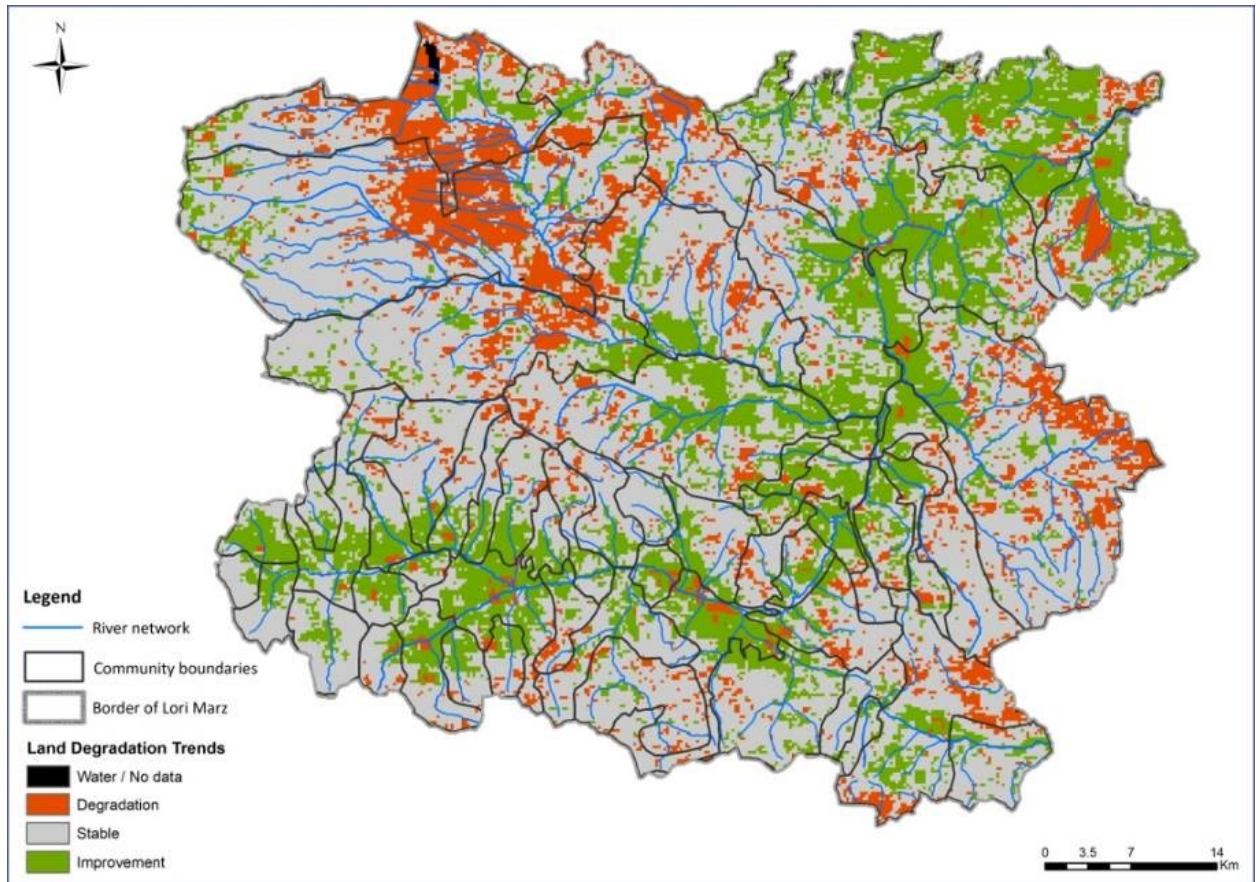 N
Legend
River network
Community boundaries
Border of Lori Marz
Land Degradation Trends
Water / No data
Degradation
Stable
Improvement
0 3.5 7 14
Km